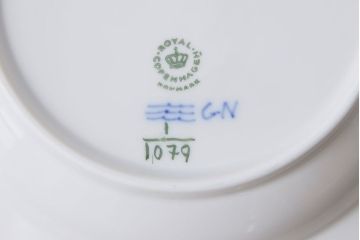 ROYAL
COPENHAGEN
DENMARK
GN
1
1079